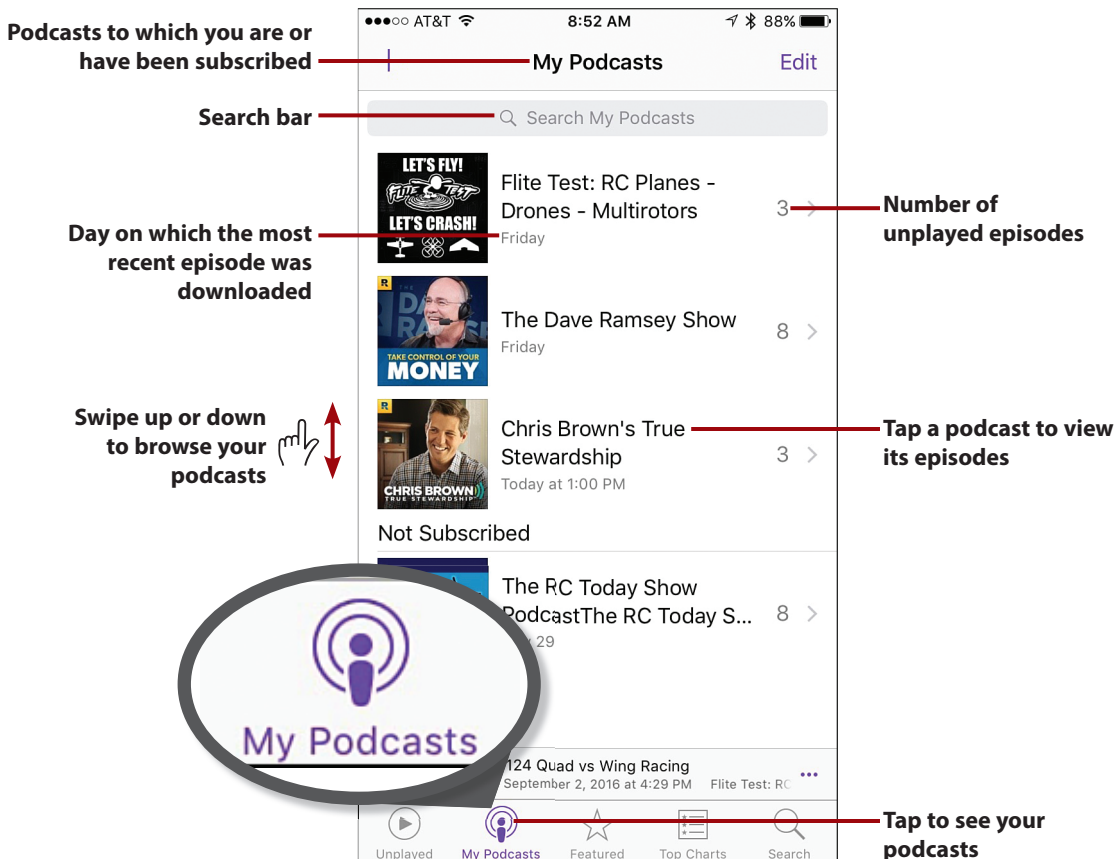 ●●●○○ AT&T 8:52 AM 88%
Podcasts to which you are or
have been subscribed
+ My Podcasts Edit
Search bar
Search My Podcasts
LET'S FLY!
FLITE TEST
LET'S CRASH!
Flite Test: RC Planes -
Drones - Multirotors
Friday
3
Number of
unplayed episodes
Day on which the most
recent episode was
downloaded
R
THE
TAKE CONTROL OF YOUR
MONEY
The Dave Ramsey Show
Friday
8
Swipe up or down
to browse your
podcasts
R
CHRIS BROWN
TRUE STEWARDSHIP
Chris Brown's True
Stewardship
Today at 1:00 PM
3
Tap a podcast to view
its episodes
Not Subscribed
The RC Today Show
PodcastThe RC Today S...
29
8
My Podcasts
124 Quad vs Wing Racing
September 2, 2016 at 4:29 PM Flite Test: RC
...
Unplayed
My Podcasts
Featured
Top Charts
Search
Tap to see your
podcasts